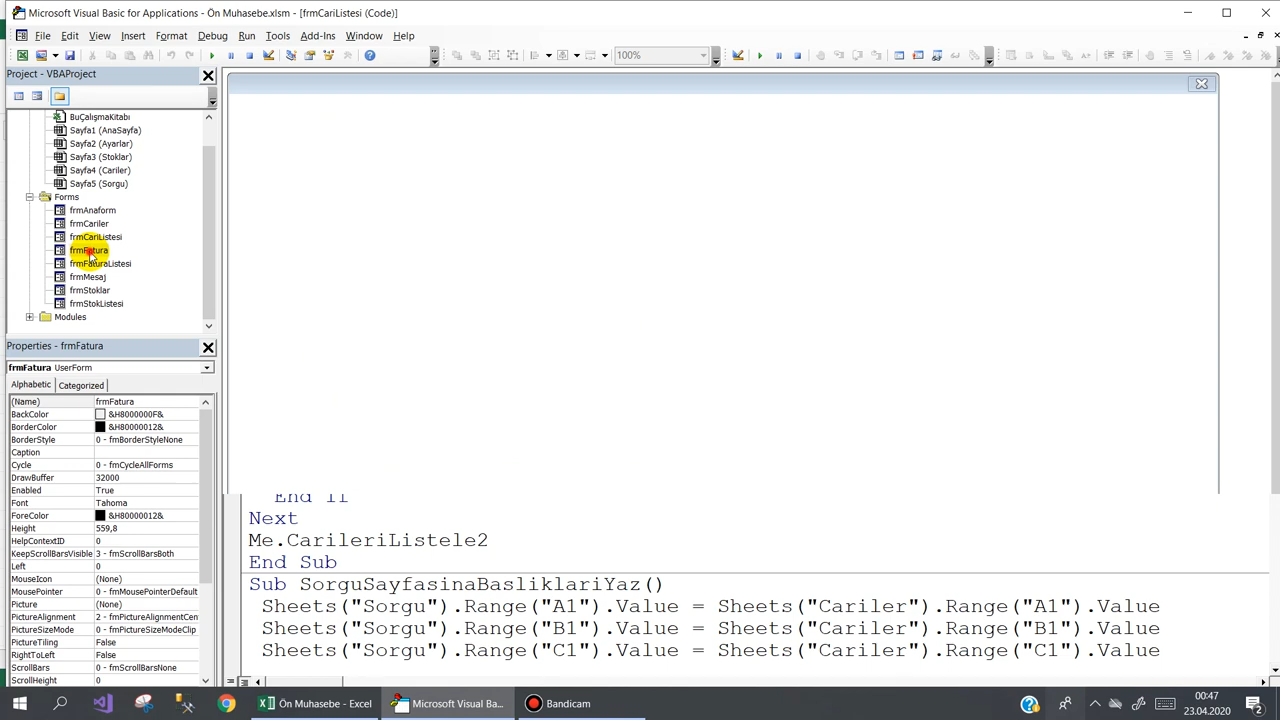 Microsoft Visual Basic for Applications - Ön Muhasebe.xlsm - [frmCariListesi (Code)]
File Edit View Insert Format Debug Run Tools Add-Ins Window Help
100%
Project - VBAProject
BuÇalışmaKitabı
Sayfa1 (AnaSayfa)
Sayfa2 (Ayarlar)
Sayfa3 (Stoklar)
Sayfa4 (Cariler)
Sayfa5 (Sorgu)
Forms
frmAnaform
frmCariler
frmCariListesi
frmFatura
frmFaturaListesi
frmMesaj
frmStoklar
frmStokListesi
Modules
Properties - frmFatura
frmFatura UserForm
Alphabetic Categorized
(Name) frmFatura
BackColor &H8000000F&
BorderColor &H80000012&
BorderStyle 0 - fmBorderStyleNone
Caption
Cycle 0 - fmCycleAllForms
DrawBuffer 32000
Enabled True
Font Tahoma
ForeColor &H80000012&
Height 559,8
HelpContextID 0
KeepScrollBarsVisible 3 - fmScrollBarsBoth
Left 0
MouseIcon (None)
MousePointer 0 - fmMousePointerDefault
Picture (None)
PictureAlignment 2 - fmPictureAlignmentCen
PictureSizeMode 0 - fmPictureSizeModeClip
PictureTiling False
RightToLeft False
ScrollBars 0 - fmScrollBarsNone
ScrollHeight 0
End If
Next
Me.CarileriListele2
End Sub
Sub SorguSayfasinaBasliklariYaz()
Sheets("Sorgu").Range("A1").Value = Sheets("Cariler").Range("A1").Value
Sheets("Sorgu").Range("B1").Value = Sheets("Cariler").Range("B1").Value
Sheets("Sorgu").Range("C1").Value = Sheets("Cariler").Range("C1").Value
Ön Muhasebe - Excel
Microsoft Visual Ba...
Bandicam
00:47
23.04.2020
2